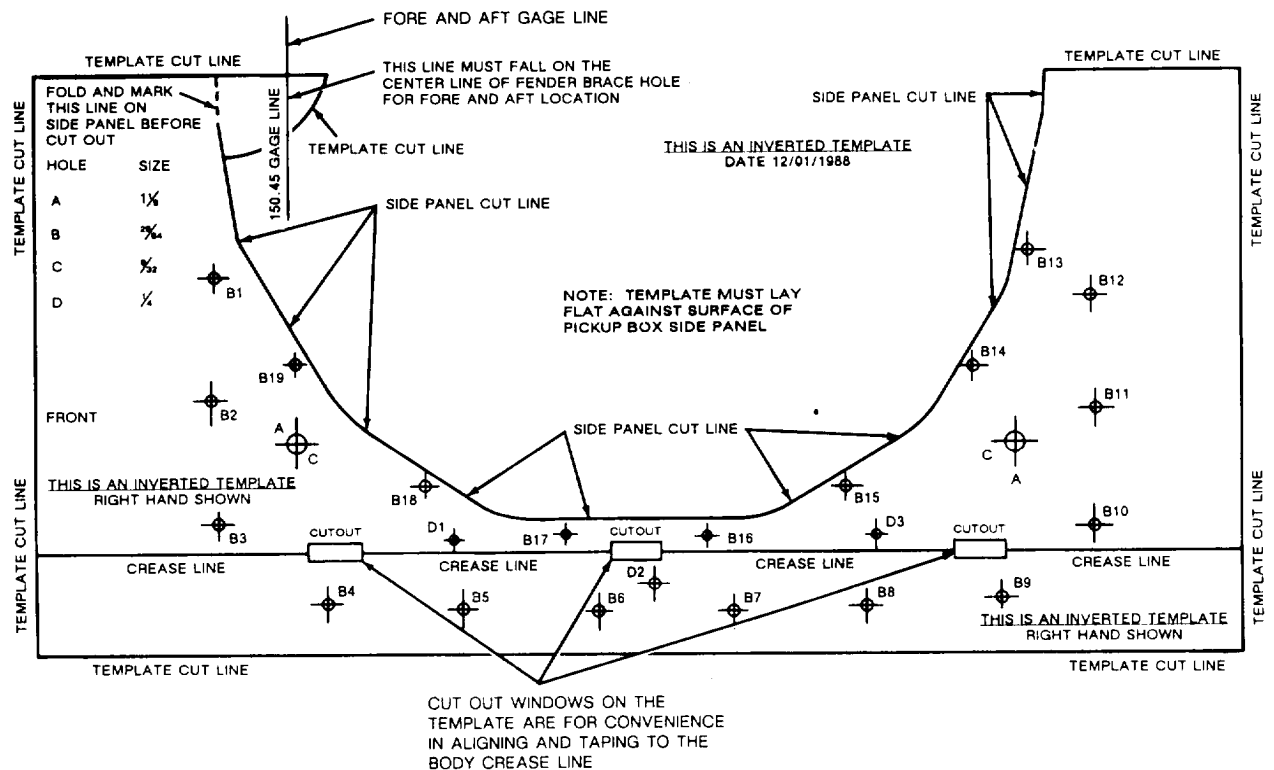 FORE AND AFT GAGE LINE
TEMPLATE CUT LINE
THIS LINE MUST FALL ON THE
CENTER LINE OF FENDER BRACE HOLE
FOR FORE AND AFT LOCATION
TEMPLATE CUT LINE
FOLD AND MARK
THIS LINE ON
SIDE PANEL BEFORE
CUT OUT
SIDE PANEL CUT LINE
TEMPLATE CUT LINE
150.45 GAGE LINE
TEMPLATE CUT LINE
THIS IS AN INVERTED TEMPLATE
DATE 12/01/1988
TEMPLATE CUT LINE
HOLE SIZE
A 1⅛
B 29/64
C 9/32
D 1/4
SIDE PANEL CUT LINE
B1
B13
B12
NOTE: TEMPLATE MUST LAY
FLAT AGAINST SURFACE OF
PICKUP BOX SIDE PANEL
B19
B14
B2
B11
FRONT
A
C
SIDE PANEL CUT LINE
C
A
THIS IS AN INVERTED TEMPLATE
RIGHT HAND SHOWN
B18
B15
TEMPLATE CUT LINE
TEMPLATE CUT LINE
B3
CUTOUT
D1
B17
CUTOUT
B16
D3
CUTOUT
B10
CREASE LINE
CREASE LINE
CREASE LINE
CREASE LINE
D2
B4
B5
B6
B7
B8
B9
THIS IS AN INVERTED TEMPLATE
RIGHT HAND SHOWN
TEMPLATE CUT LINE
TEMPLATE CUT LINE
CUT OUT WINDOWS ON THE
TEMPLATE ARE FOR CONVENIENCE
IN ALIGNING AND TAPING TO THE
BODY CREASE LINE